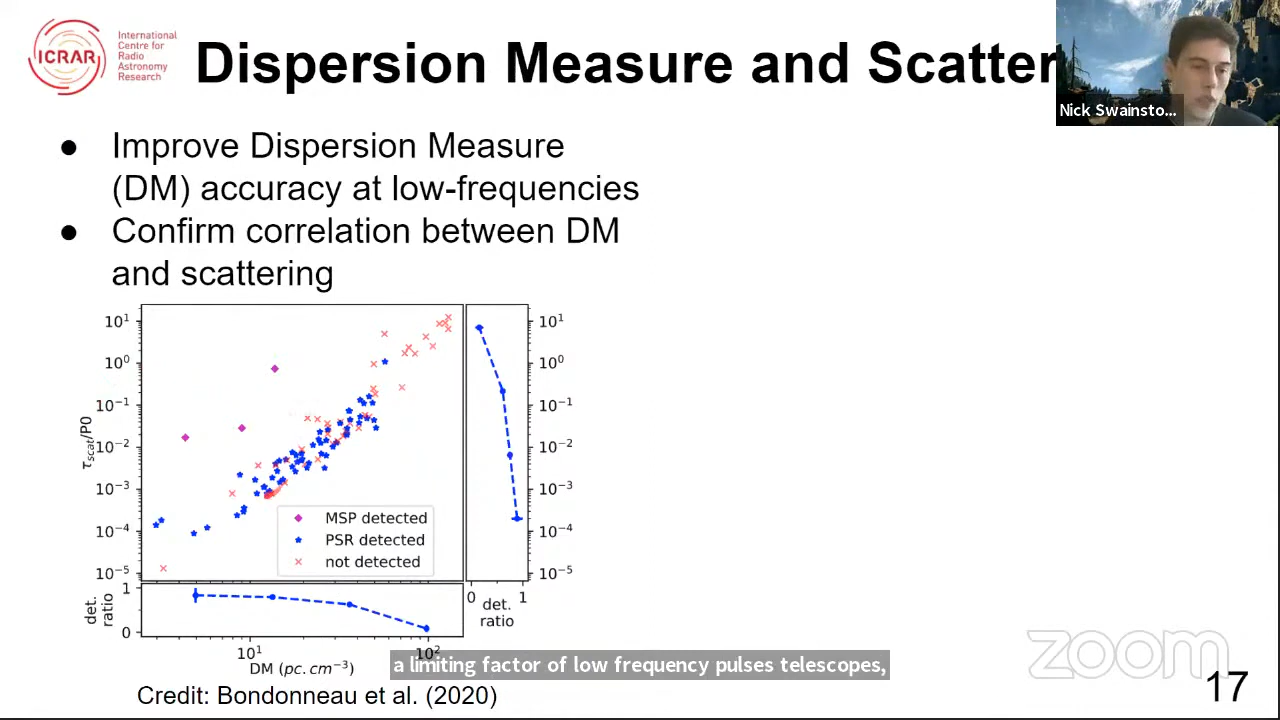 ICRAR
International
Centre for
Radio
Astronomy
Research
Dispersion Measure and Scatter
Nick Swainsto...
● Improve Dispersion Measure
(DM) accuracy at low-frequencies
● Confirm correlation between DM
and scattering
10¹
10⁰
10⁻¹
10⁻²
10⁻³
10⁻⁴
10⁻⁵
τscat/P0
MSP detected
PSR detected
not detected
10¹
10⁰
10⁻¹
10⁻²
10⁻³
10⁻⁴
10⁻⁵
0 1
det.
ratio
1
0
det.
ratio
10¹ 10²
DM (pc.cm⁻³)
a limiting factor of low frequency pulses telescopes,
Credit: Bondonneau et al. (2020)
zoom
17